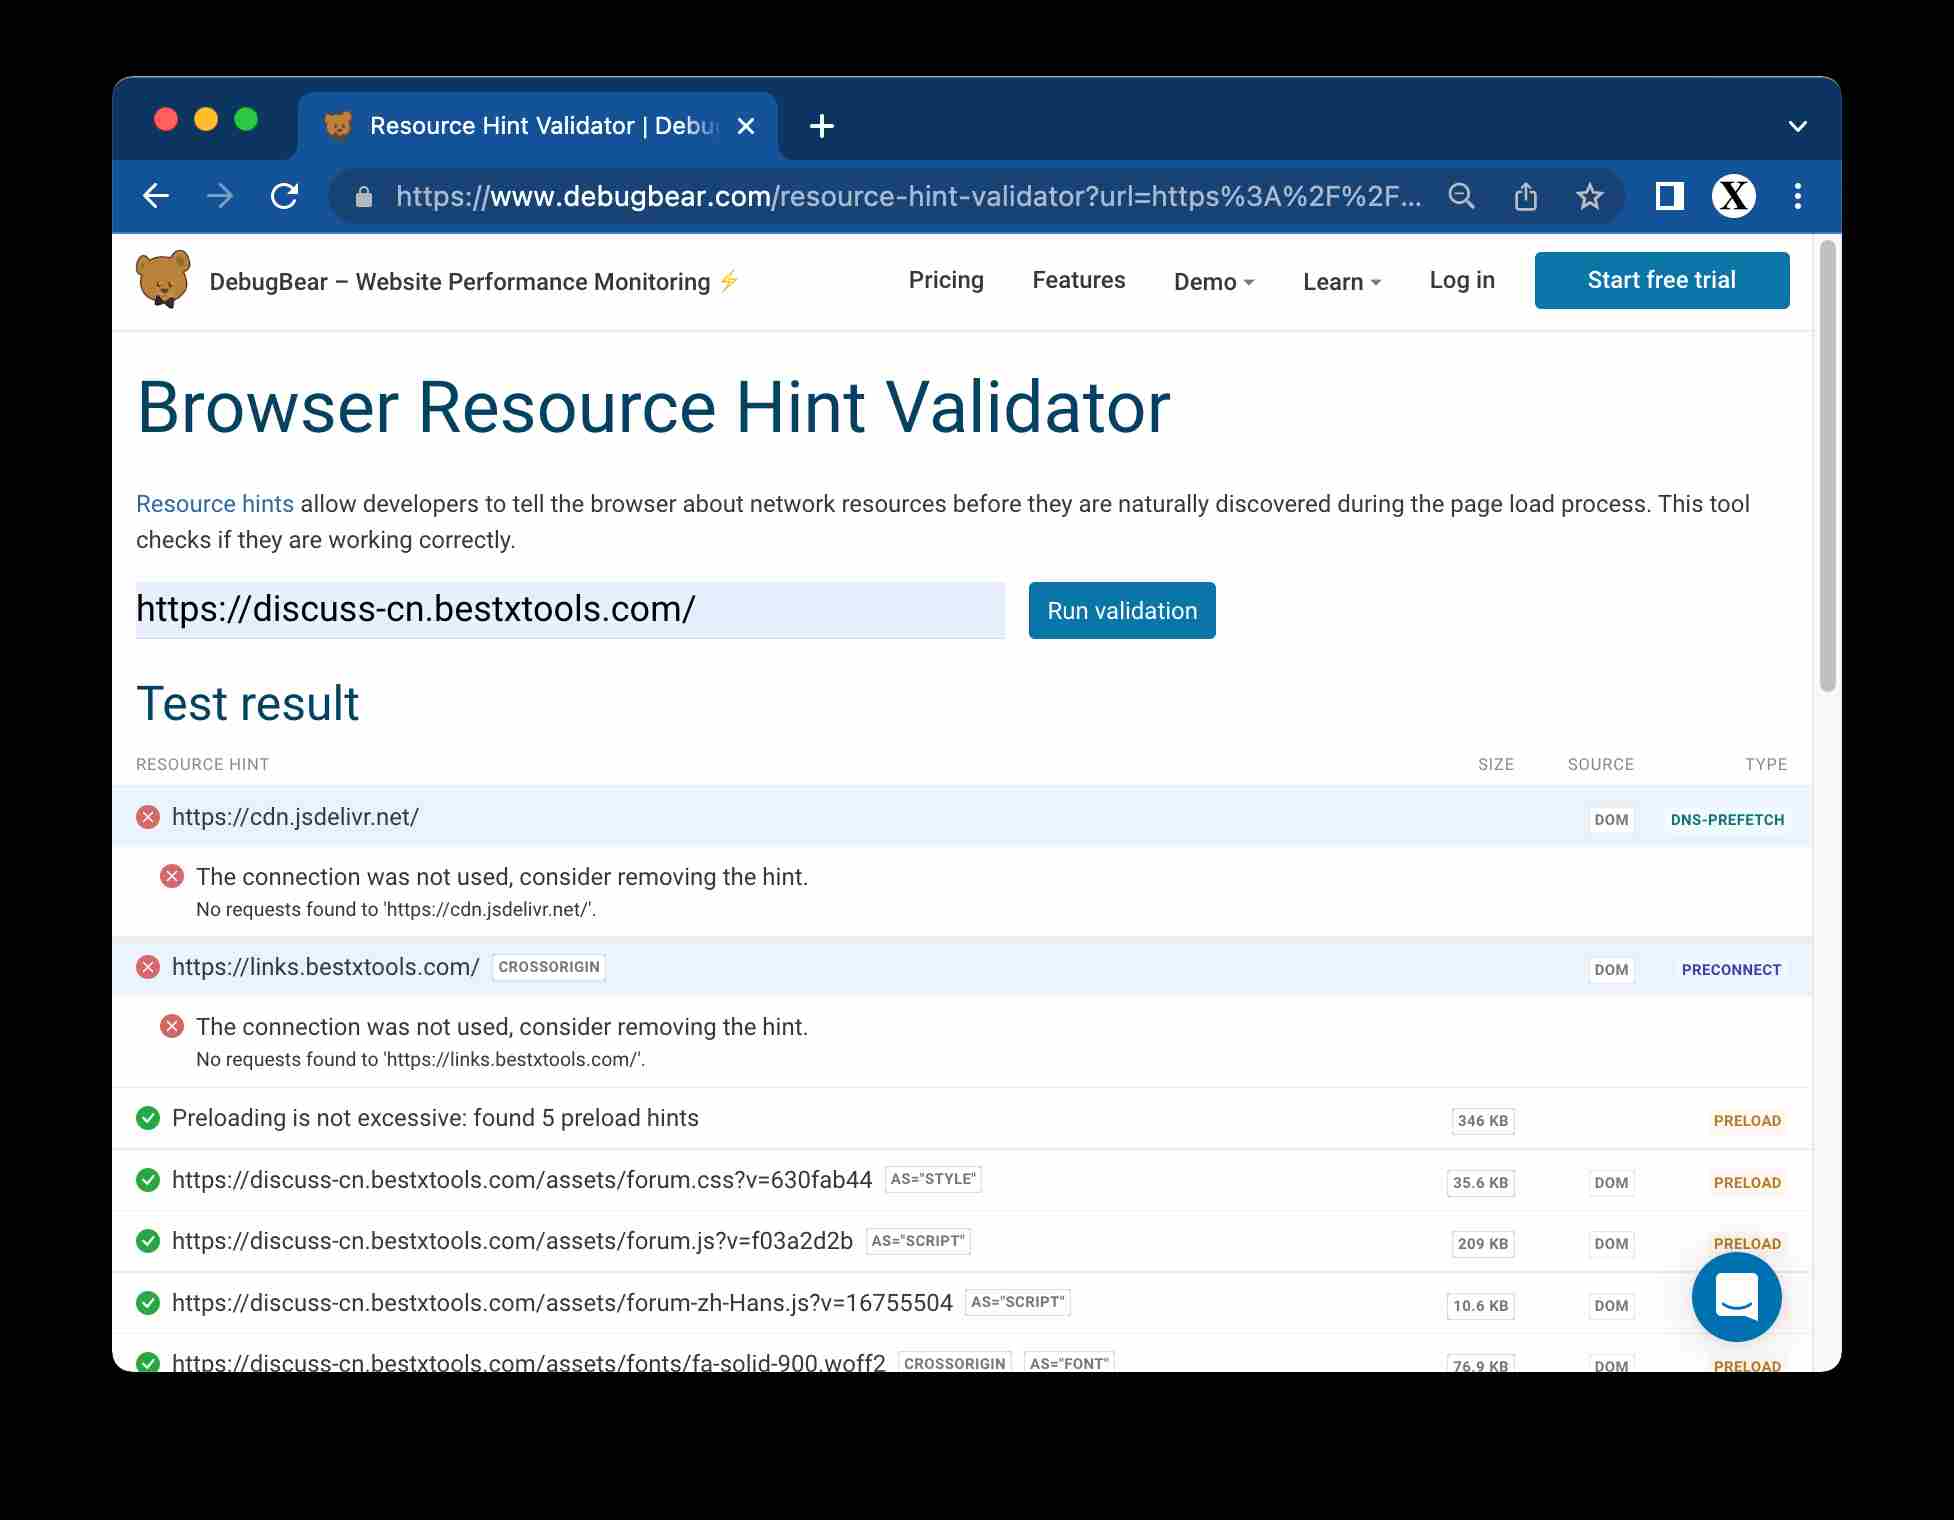 Resource Hint Validator | Debu
https://www.debugbear.com/resource-hint-validator?url=https%3A%2F%2F...
X
DebugBear – Website Performance Monitoring ⚡
Pricing
Features
Demo
Learn
Log in
Start free trial
Browser Resource Hint Validator
Resource hints allow developers to tell the browser about network resources before they are naturally discovered during the page load process. This tool
checks if they are working correctly.
https://discuss-cn.bestxtools.com/
Run validation
Test result
RESOURCE HINT SIZE SOURCE TYPE
https://cdn.jsdelivr.net/ DOM DNS-PREFETCH
The connection was not used, consider removing the hint.
No requests found to 'https://cdn.jsdelivr.net/'.
https://links.bestxtools.com/ CROSSORIGIN DOM PRECONNECT
The connection was not used, consider removing the hint.
No requests found to 'https://links.bestxtools.com/'.
Preloading is not excessive: found 5 preload hints 346 KB PRELOAD
https://discuss-cn.bestxtools.com/assets/forum.css?v=630fab44 AS="STYLE" 35.6 KB DOM PRELOAD
https://discuss-cn.bestxtools.com/assets/forum.js?v=f03a2d2b AS="SCRIPT" 209 KB DOM PRELOAD
https://discuss-cn.bestxtools.com/assets/forum-zh-Hans.js?v=16755504 AS="SCRIPT" 10.6 KB DOM PRELOAD
https://discuss-cn.bestxtools.com/assets/fonts/fa-solid-900.woff2 CROSSORIGIN AS="FONT" 76.9 KB DOM PRELOAD